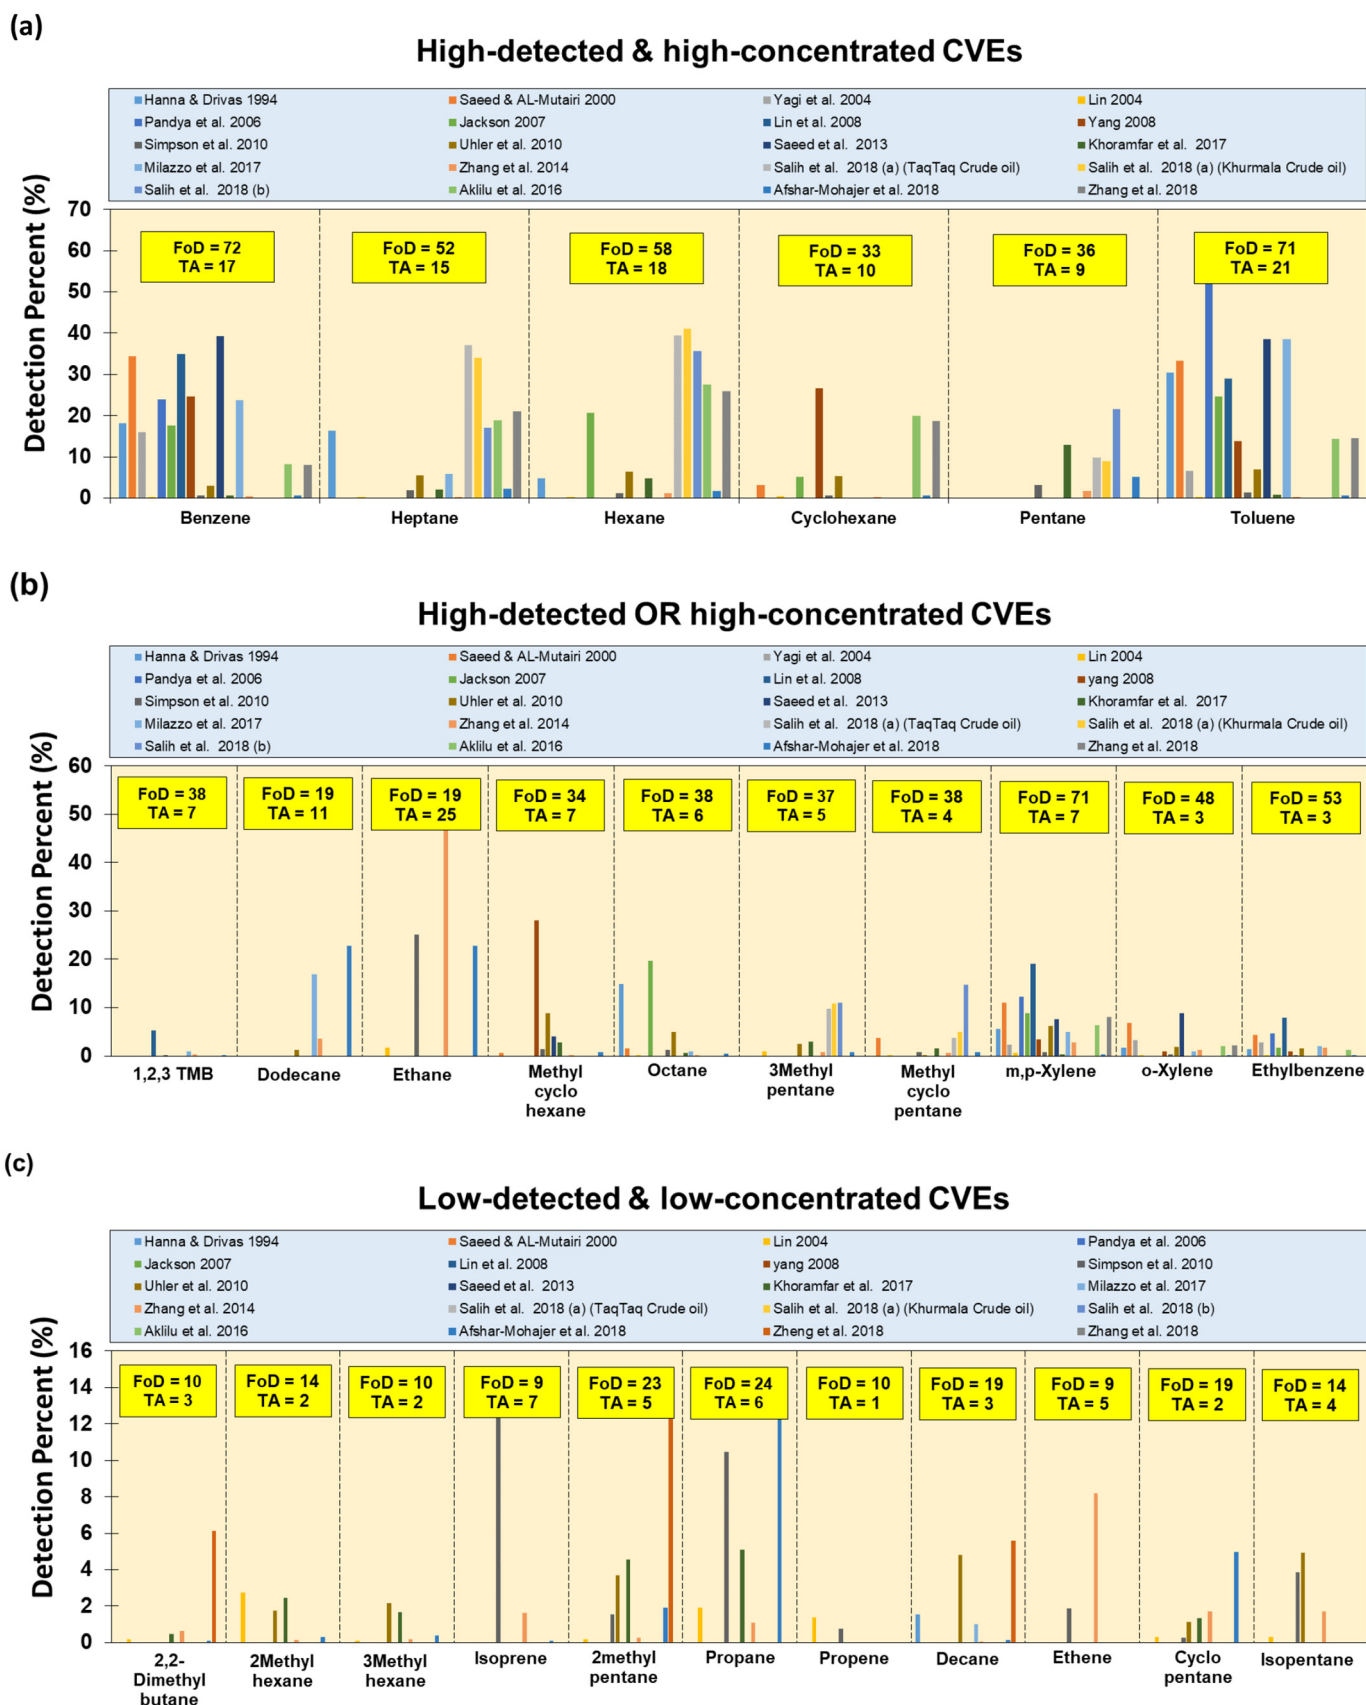 (a)
High-detected & high-concentrated CVEs
Hanna & Drivas 1994 Saeed & AL-Mutairi 2000 Yagi et al. 2004 Lin 2004
Pandya et al. 2006 Jackson 2007 Lin et al. 2008 Yang 2008
Simpson et al. 2010 Uhler et al. 2010 Saeed et al. 2013 Khoramfar et al. 2017
Milazzo et al. 2017 Zhang et al. 2014 Salih et al. 2018 (a) (TaqTaq Crude oil) Salih et al. 2018 (a) (Khurmala Crude oil)
Salih et al. 2018 (b) Aklilu et al. 2016 Afshar-Mohajer et al. 2018 Zhang et al. 2018
Detection Percent (%)
70
60
50
40
30
20
10
0
FoD = 72
TA = 17
FoD = 52
TA = 15
FoD = 58
TA = 18
FoD = 33
TA = 10
FoD = 36
TA = 9
FoD = 71
TA = 21
Benzene Heptane Hexane Cyclohexane Pentane Toluene
(b)
High-detected OR high-concentrated CVEs
Hanna & Drivas 1994 Saeed & AL-Mutairi 2000 Yagi et al. 2004 Lin 2004
Pandya et al. 2006 Jackson 2007 Lin et al. 2008 yang 2008
Simpson et al. 2010 Uhler et al. 2010 Saeed et al. 2013 Khoramfar et al. 2017
Milazzo et al. 2017 Zhang et al. 2014 Salih et al. 2018 (a) (TaqTaq Crude oil) Salih et al. 2018 (a) (Khurmala Crude oil)
Salih et al. 2018 (b) Aklilu et al. 2016 Afshar-Mohajer et al. 2018 Zhang et al. 2018
Detection Percent (%)
60
50
40
30
20
10
0
FoD = 38
TA = 7
FoD = 19
TA = 11
FoD = 19
TA = 25
FoD = 34
TA = 7
FoD = 38
TA = 6
FoD = 37
TA = 5
FoD = 38
TA = 4
FoD = 71
TA = 7
FoD = 48
TA = 3
FoD = 53
TA = 3
1,2,3 TMB
Dodecane
Ethane
Methyl
cyclo
hexane
Octane
3Methyl
pentane
Methyl
cyclo
pentane
m,p-Xylene
o-Xylene
Ethylbenzene
(c)
Low-detected & low-concentrated CVEs
Hanna & Drivas 1994 Saeed & AL-Mutairi 2000 Lin 2004 Pandya et al. 2006
Jackson 2007 Lin et al. 2008 yang 2008 Simpson et al. 2010
Uhler et al. 2010 Saeed et al. 2013 Khoramfar et al. 2017 Milazzo et al. 2017
Zhang et al. 2014 Salih et al. 2018 (a) (TaqTaq Crude oil) Salih et al. 2018 (a) (Khurmala Crude oil) Salih et al. 2018 (b)
Aklilu et al. 2016 Afshar-Mohajer et al. 2018 Zheng et al. 2018 Zhang et al. 2018
Detection Percent (%)
16
14
12
10
8
6
4
2
0
FoD = 10
TA = 3
FoD = 14
TA = 2
FoD = 10
TA = 2
FoD = 9
TA = 7
FoD = 23
TA = 5
FoD = 24
TA = 6
FoD = 10
TA = 1
FoD = 19
TA = 3
FoD = 9
TA = 5
FoD = 19
TA = 2
FoD = 14
TA = 4
2,2-
Dimethyl
butane
2Methyl
hexane
3Methyl
hexane
Isoprene
2methyl
pentane
Propane
Propene
Decane
Ethene
Cyclo
pentane
Isopentane